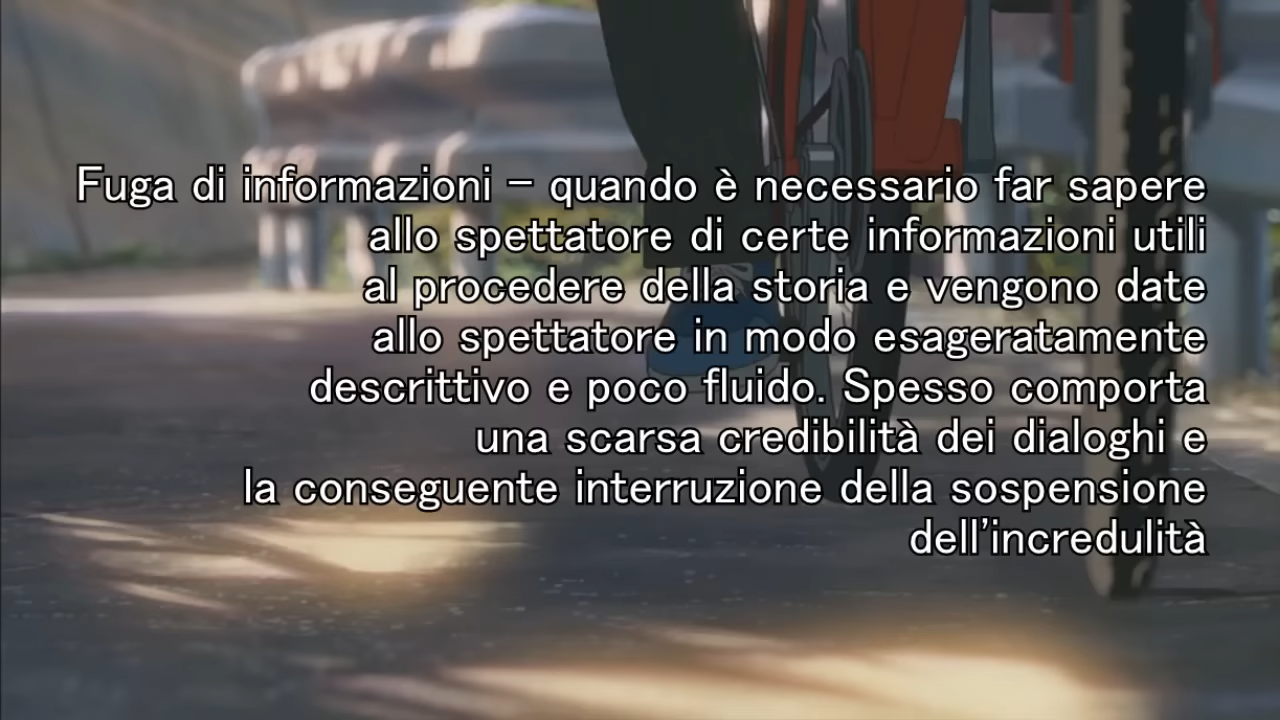 Fuga di informazioni – quando è necessario far sapere
allo spettatore di certe informazioni utili
al procedere della storia e vengono date
allo spettatore in modo esageratamente
descrittivo e poco fluido. Spesso comporta
una scarsa credibilità dei dialoghi e
la conseguente interruzione della sospensione
dell’incredulità